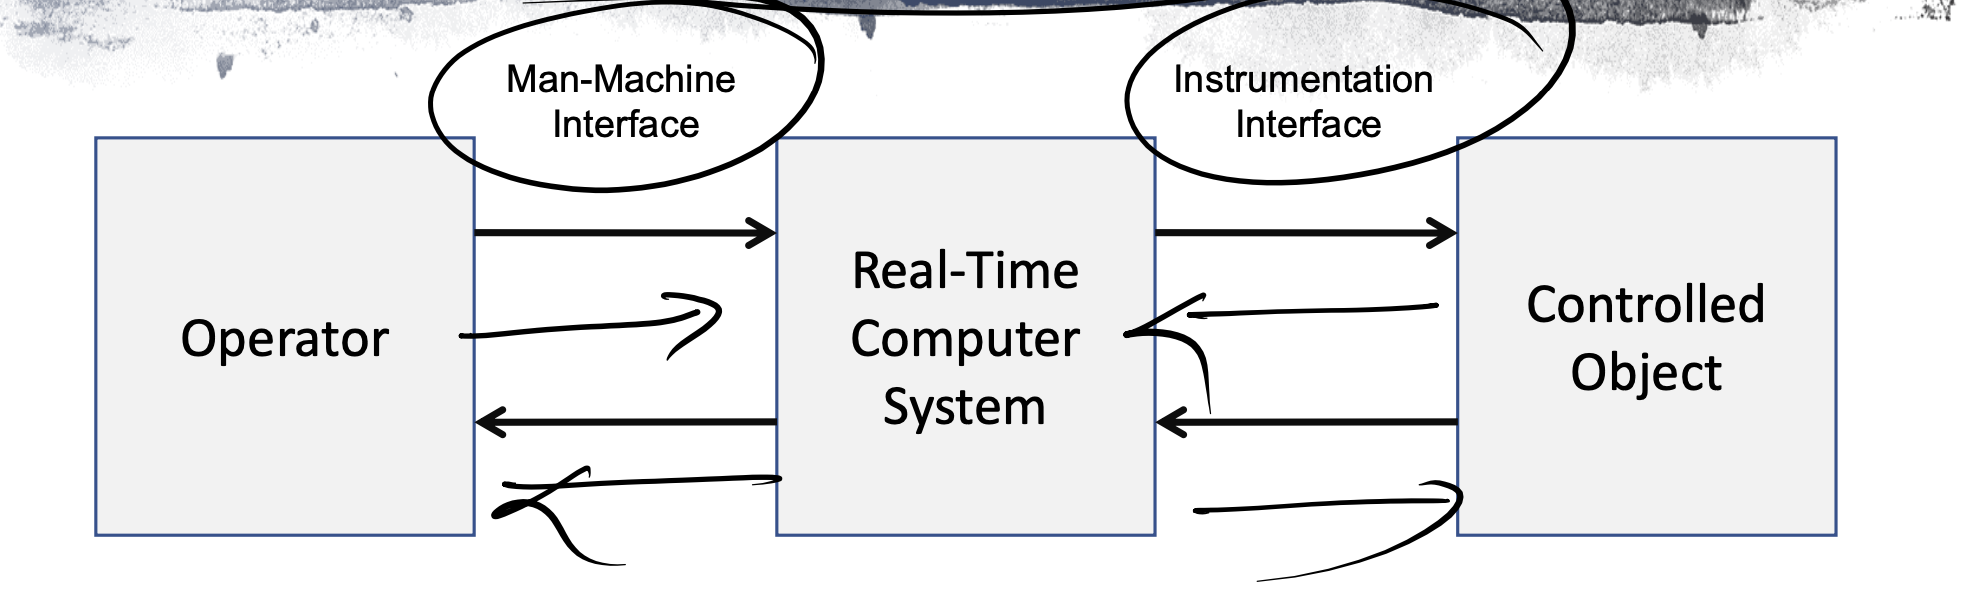 Man-Machine
Interface
Instrumentation
Interface
Operator
Real-Time
Computer
System
Controlled
Object